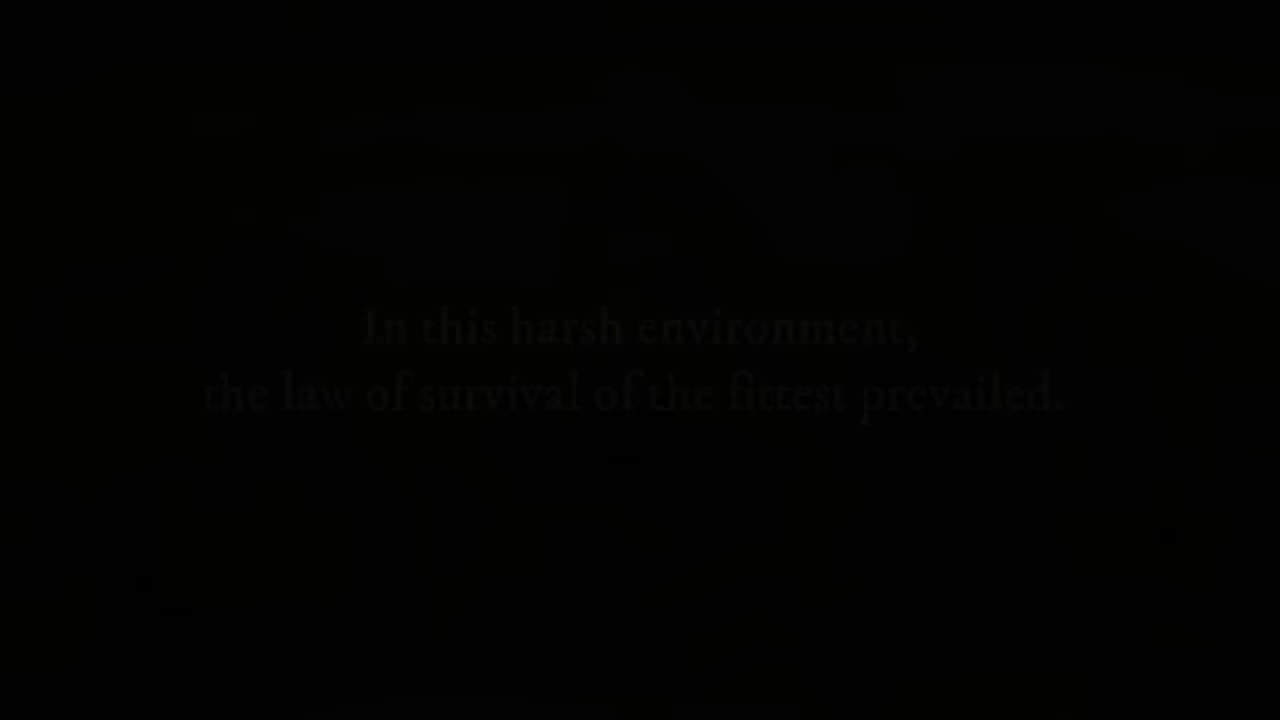 In this harsh environment,
the law of survival of the fittest prevailed.